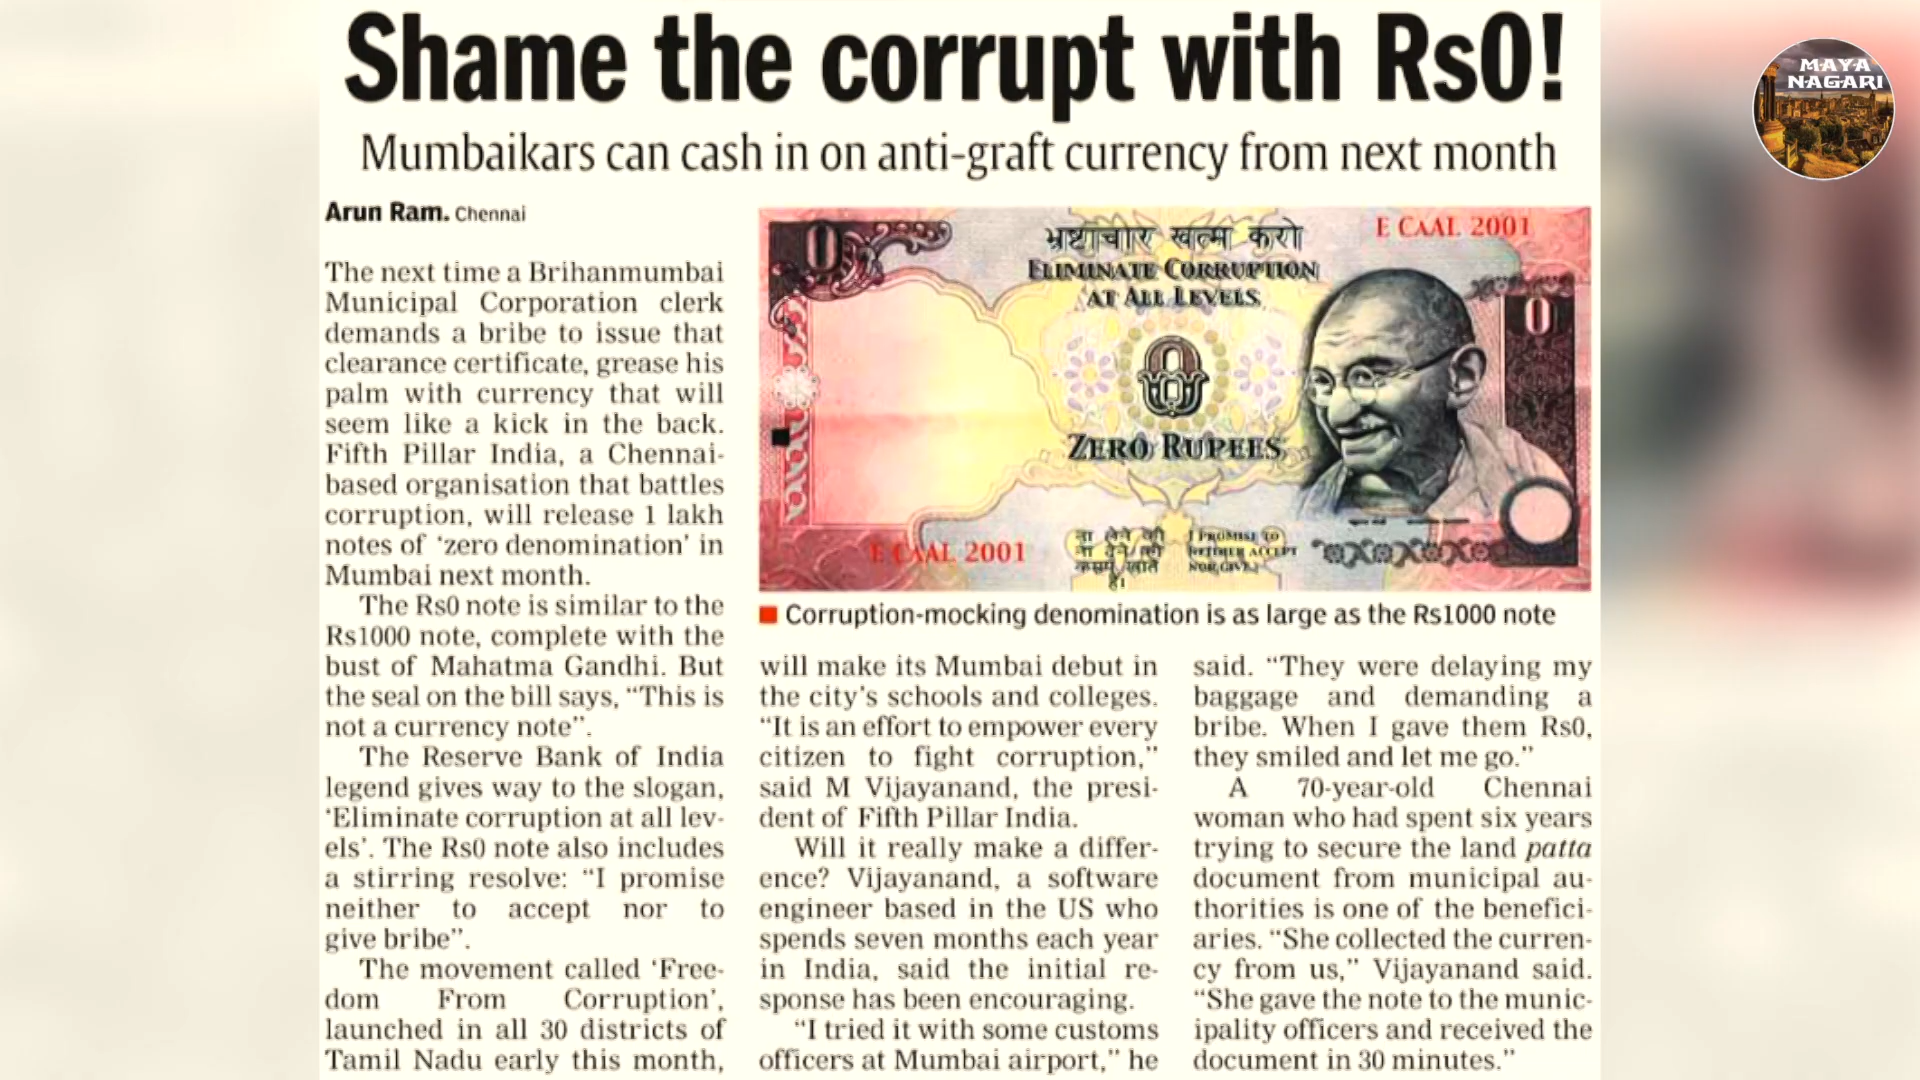 Shame the corrupt with Rs0!
Mumbaikars can cash in on anti-graft currency from next month
MAYA
NAGARI
Arun Ram. Chennai
The next time a Brihanmumbai
Municipal Corporation clerk
demands a bribe to issue that
clearance certificate, grease his
palm with currency that will
seem like a kick in the back.
Fifth Pillar India, a Chennai-
based organisation that battles
corruption, will release 1 lakh
notes of ‘zero denomination’ in
Mumbai next month.
The Rs0 note is similar to the
Rs1000 note, complete with the
bust of Mahatma Gandhi. But
the seal on the bill says, “This is
not a currency note”.
The Reserve Bank of India
legend gives way to the slogan,
‘Eliminate corruption at all lev-
els’. The Rs0 note also includes
a stirring resolve: “I promise
neither to accept nor to
give bribe”.
The movement called ‘Free-
dom From Corruption’,
launched in all 30 districts of
Tamil Nadu early this month,
0
भ्रष्टाचार खत्म करो
E CAAL 2001
ELIMINATE CORRUPTION
AT ALL LEVELS
0
0
ZERO RUPEES
E CAAL 2001
ना लेने की
ना देने की
कसम खाते
हैं।
I PROMISE TO
NEITHER ACCEPT
NOR GIVE
Corruption-mocking denomination is as large as the Rs1000 note
will make its Mumbai debut in
the city’s schools and colleges.
“It is an effort to empower every
citizen to fight corruption,”
said M Vijayanand, the presi-
dent of Fifth Pillar India.
Will it really make a differ-
ence? Vijayanand, a software
engineer based in the US who
spends seven months each year
in India, said the initial re-
sponse has been encouraging.
“I tried it with some customs
officers at Mumbai airport,” he
said. “They were delaying my
baggage and demanding a
bribe. When I gave them Rs0,
they smiled and let me go.”
A 70-year-old Chennai
woman who had spent six years
trying to secure the land patta
document from municipal au-
thorities is one of the benefici-
aries. “She collected the curren-
cy from us,” Vijayanand said.
“She gave the note to the munic-
ipality officers and received the
document in 30 minutes.”